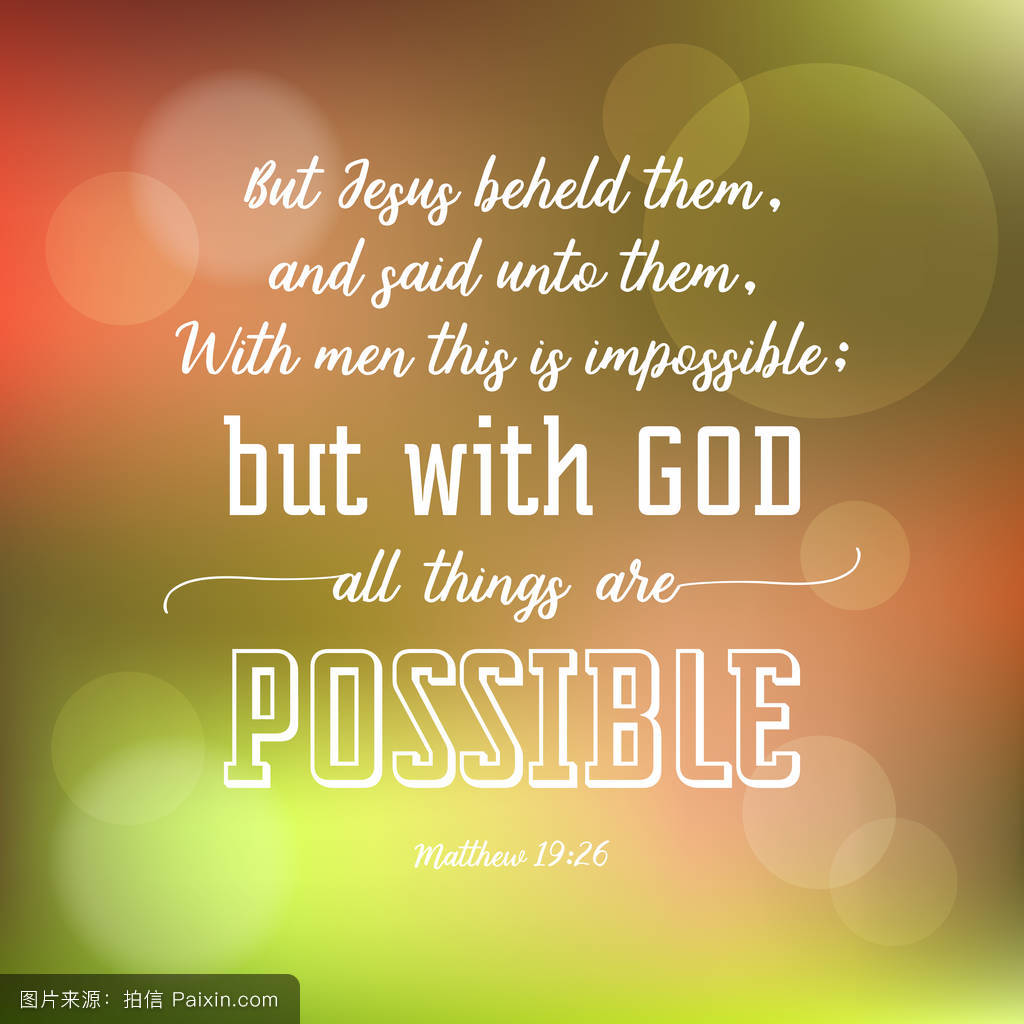 But Jesus beheld them,
and said unto them,
With men this is impossible;
but with GOD
all things are
POSSIBLE
Matthew 19:26
图片来源：拍信 Paixin.com